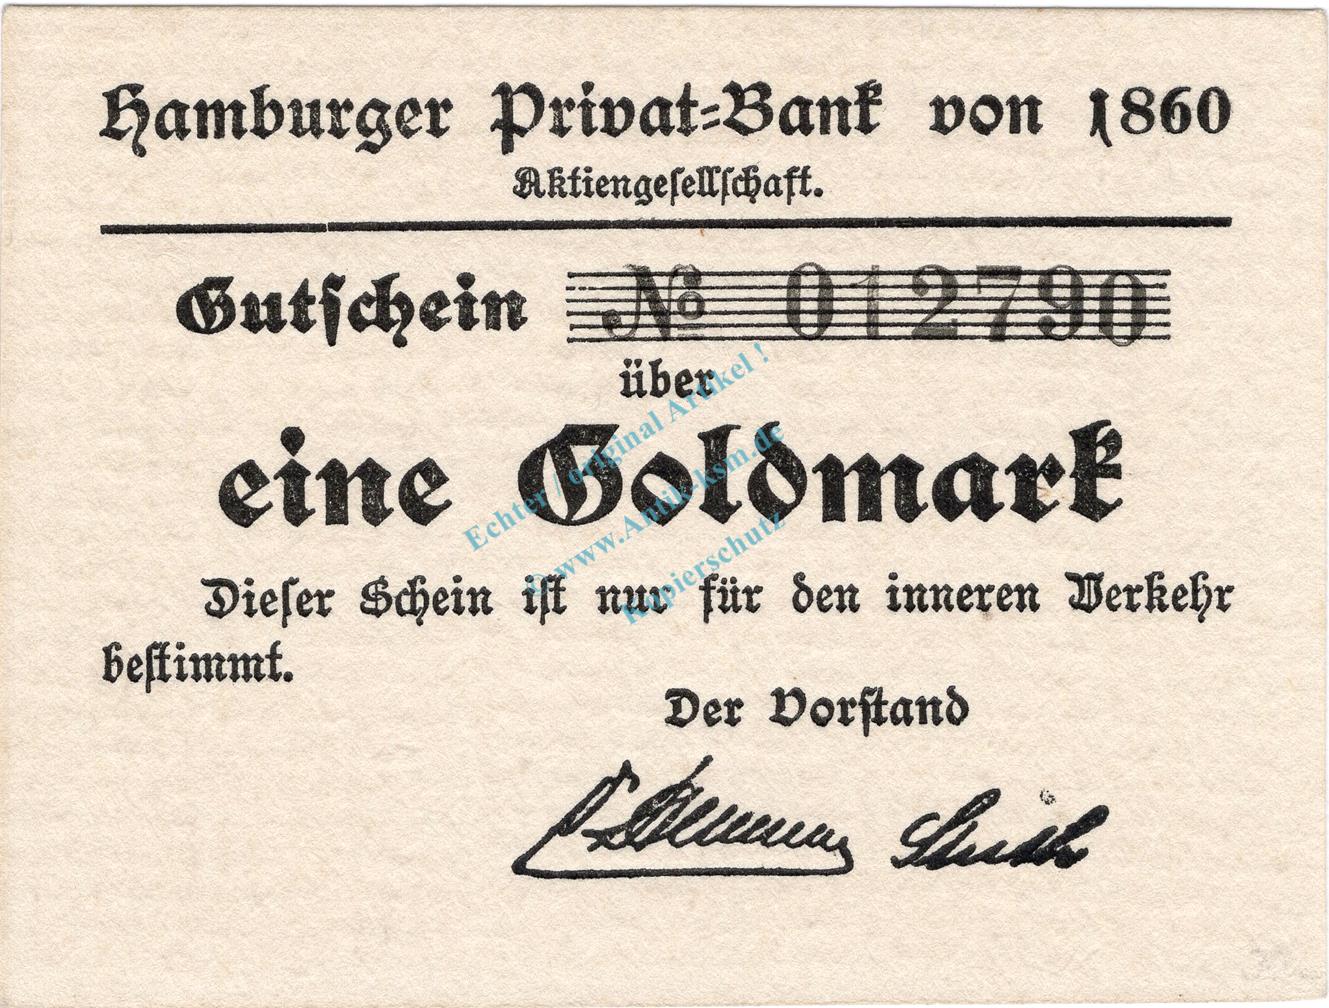 Hamburger Privat=Bank von 1860
Aktiengesellschaft.
Gutschein № 012790
über
eine Goldmark
Dieser Schein ist nur für den inneren Verkehr
bestimmt.
Der Vorstand
Echter / original Artikel !
© www.Antik-ksm.de
Kopierschutz